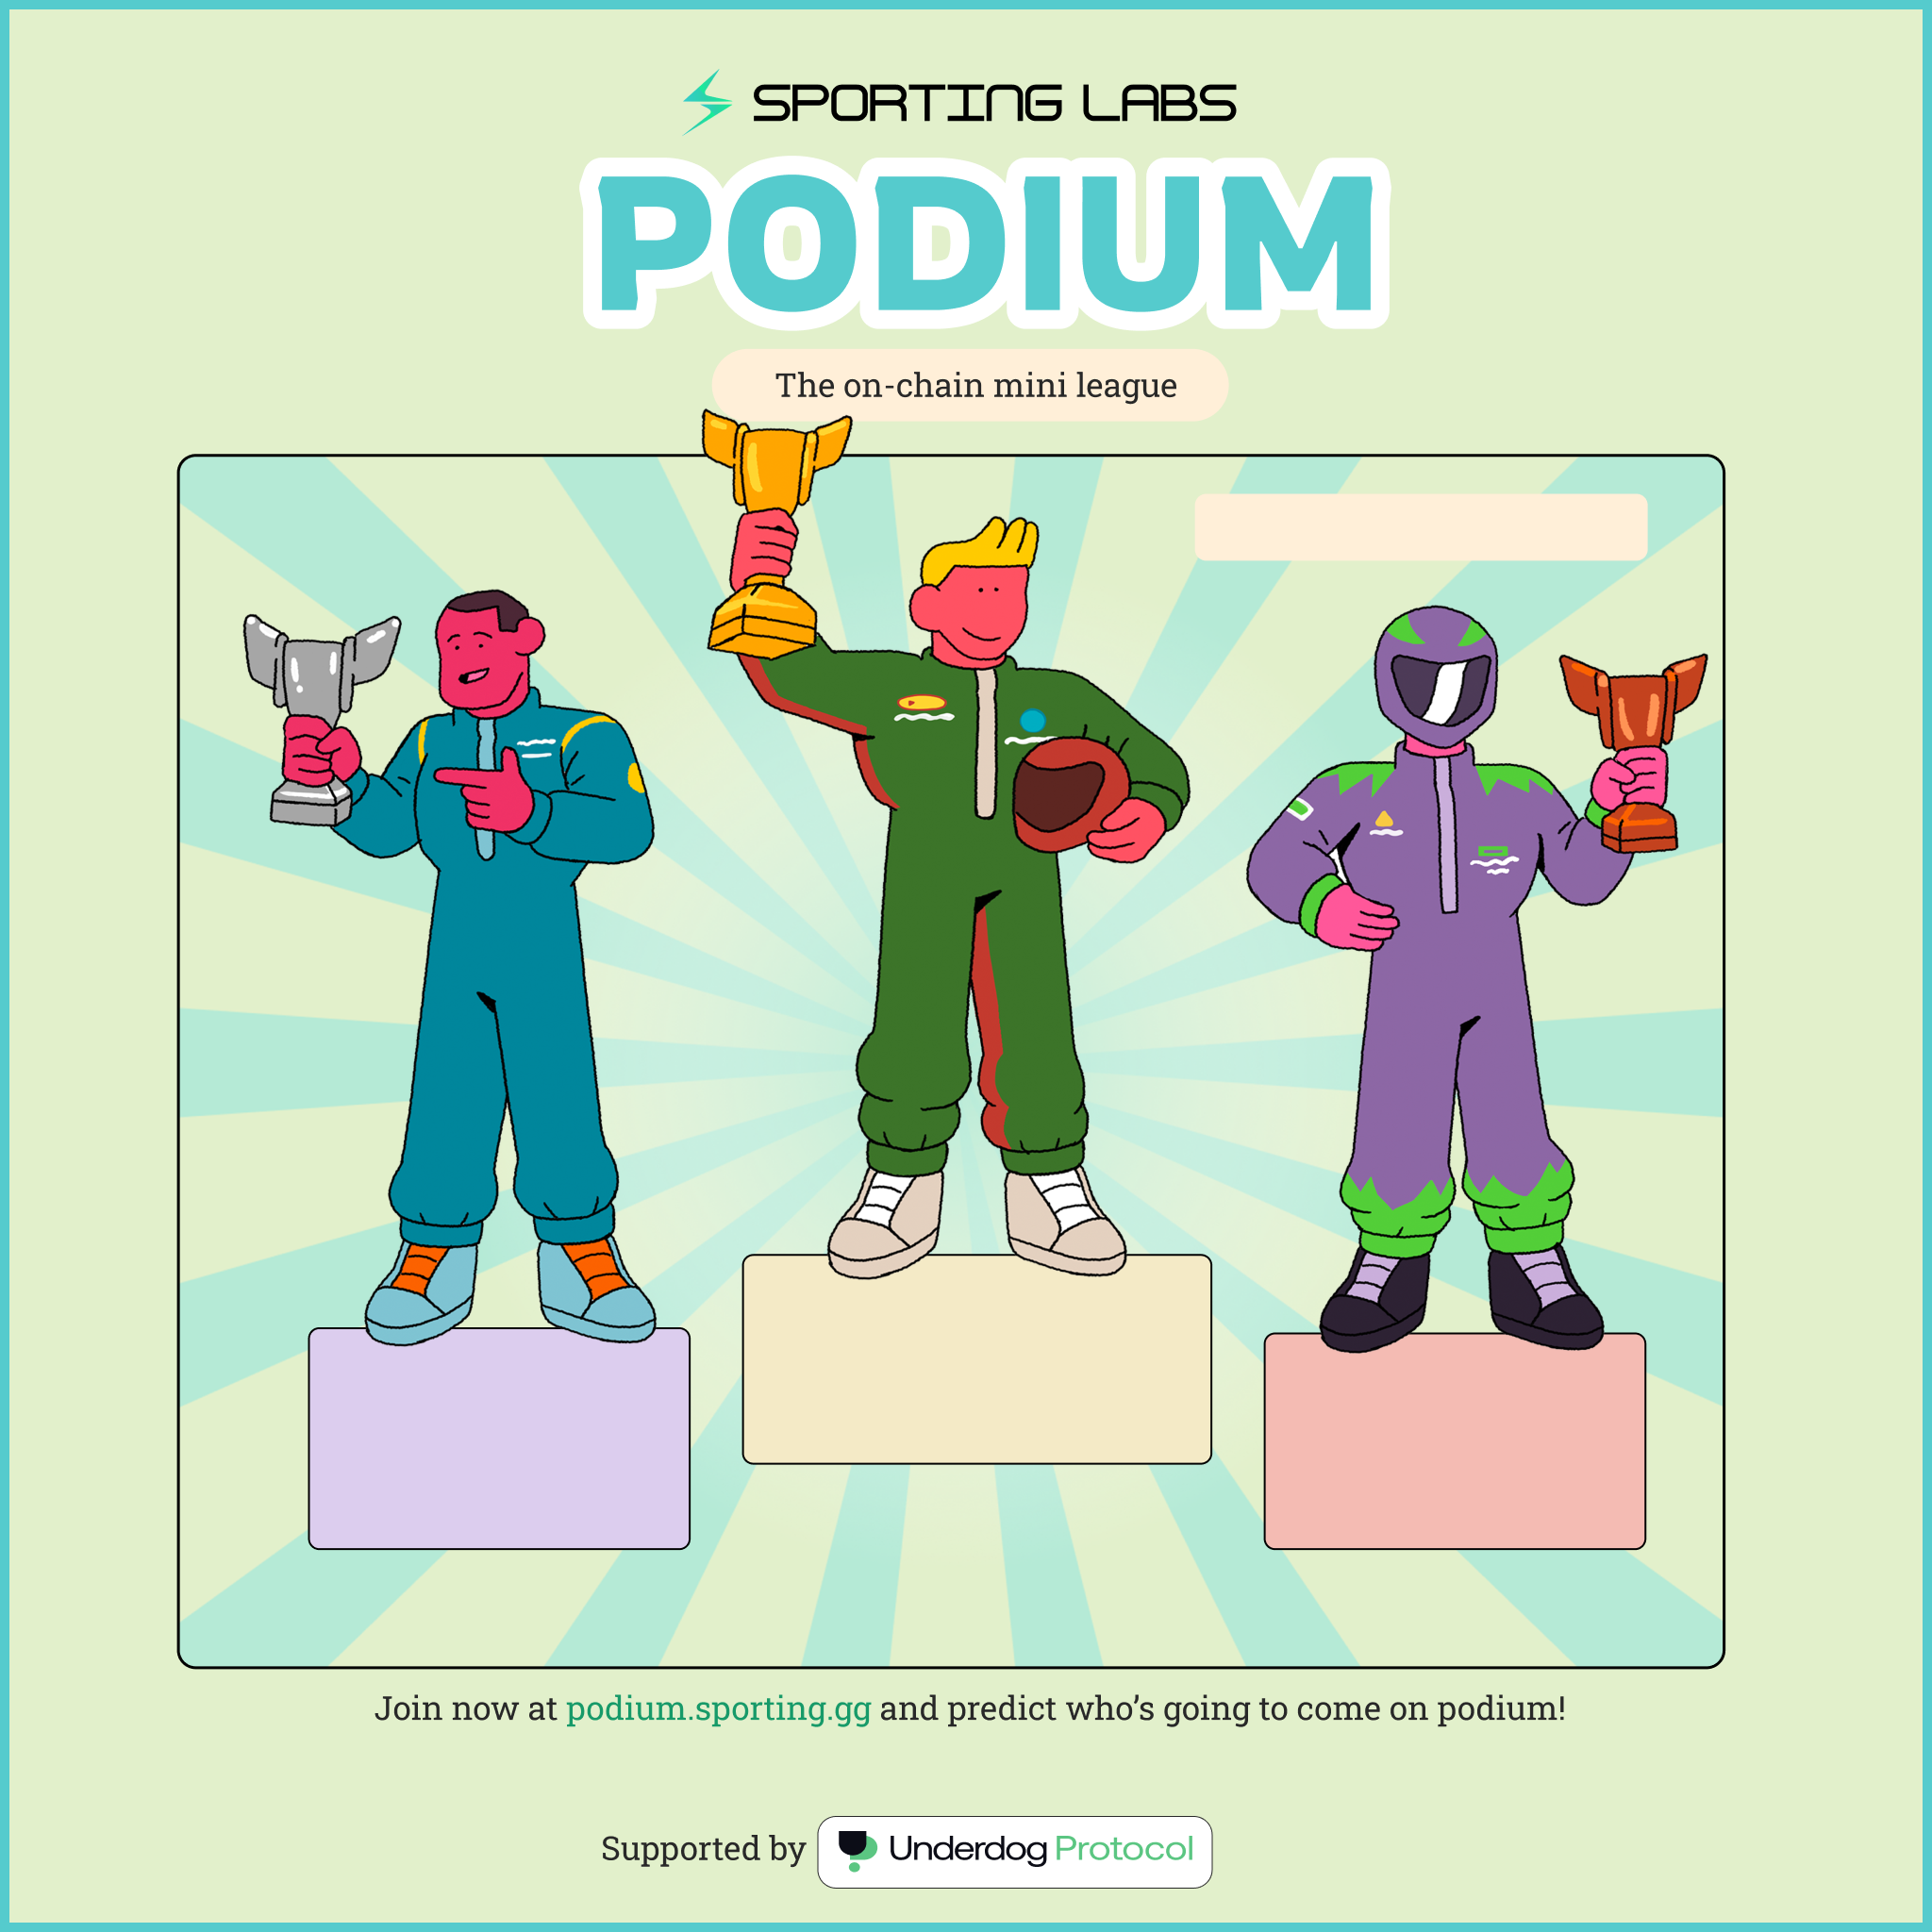 SPORTING LABS
PODIUM
The on-chain mini league
Join now at podium.sporting.gg and predict who’s going to come on podium!
Supported by Underdog Protocol